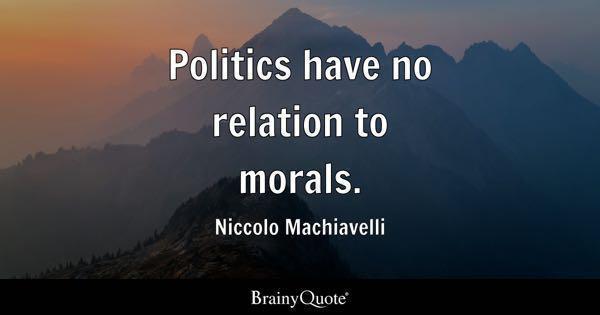 Politics have no
relation to
morals.
Niccolo Machiavelli
BrainyQuote®